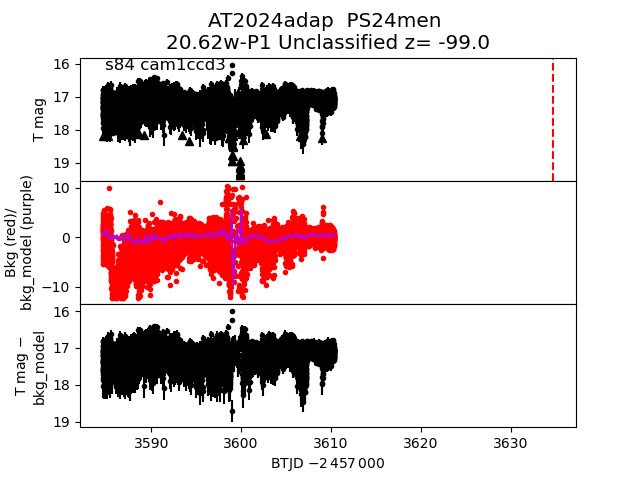 AT2024adap  PS24men
20.62w-P1 Unclassified z= -99.0
s84 cam1ccd3
16
17
18
19
T mag
10
0
−10
Bkg (red)/
bkg_model (purple)
16
17
18
19
T mag −
bkg_model
3590 3600 3610 3620 3630
BTJD −2 457 000